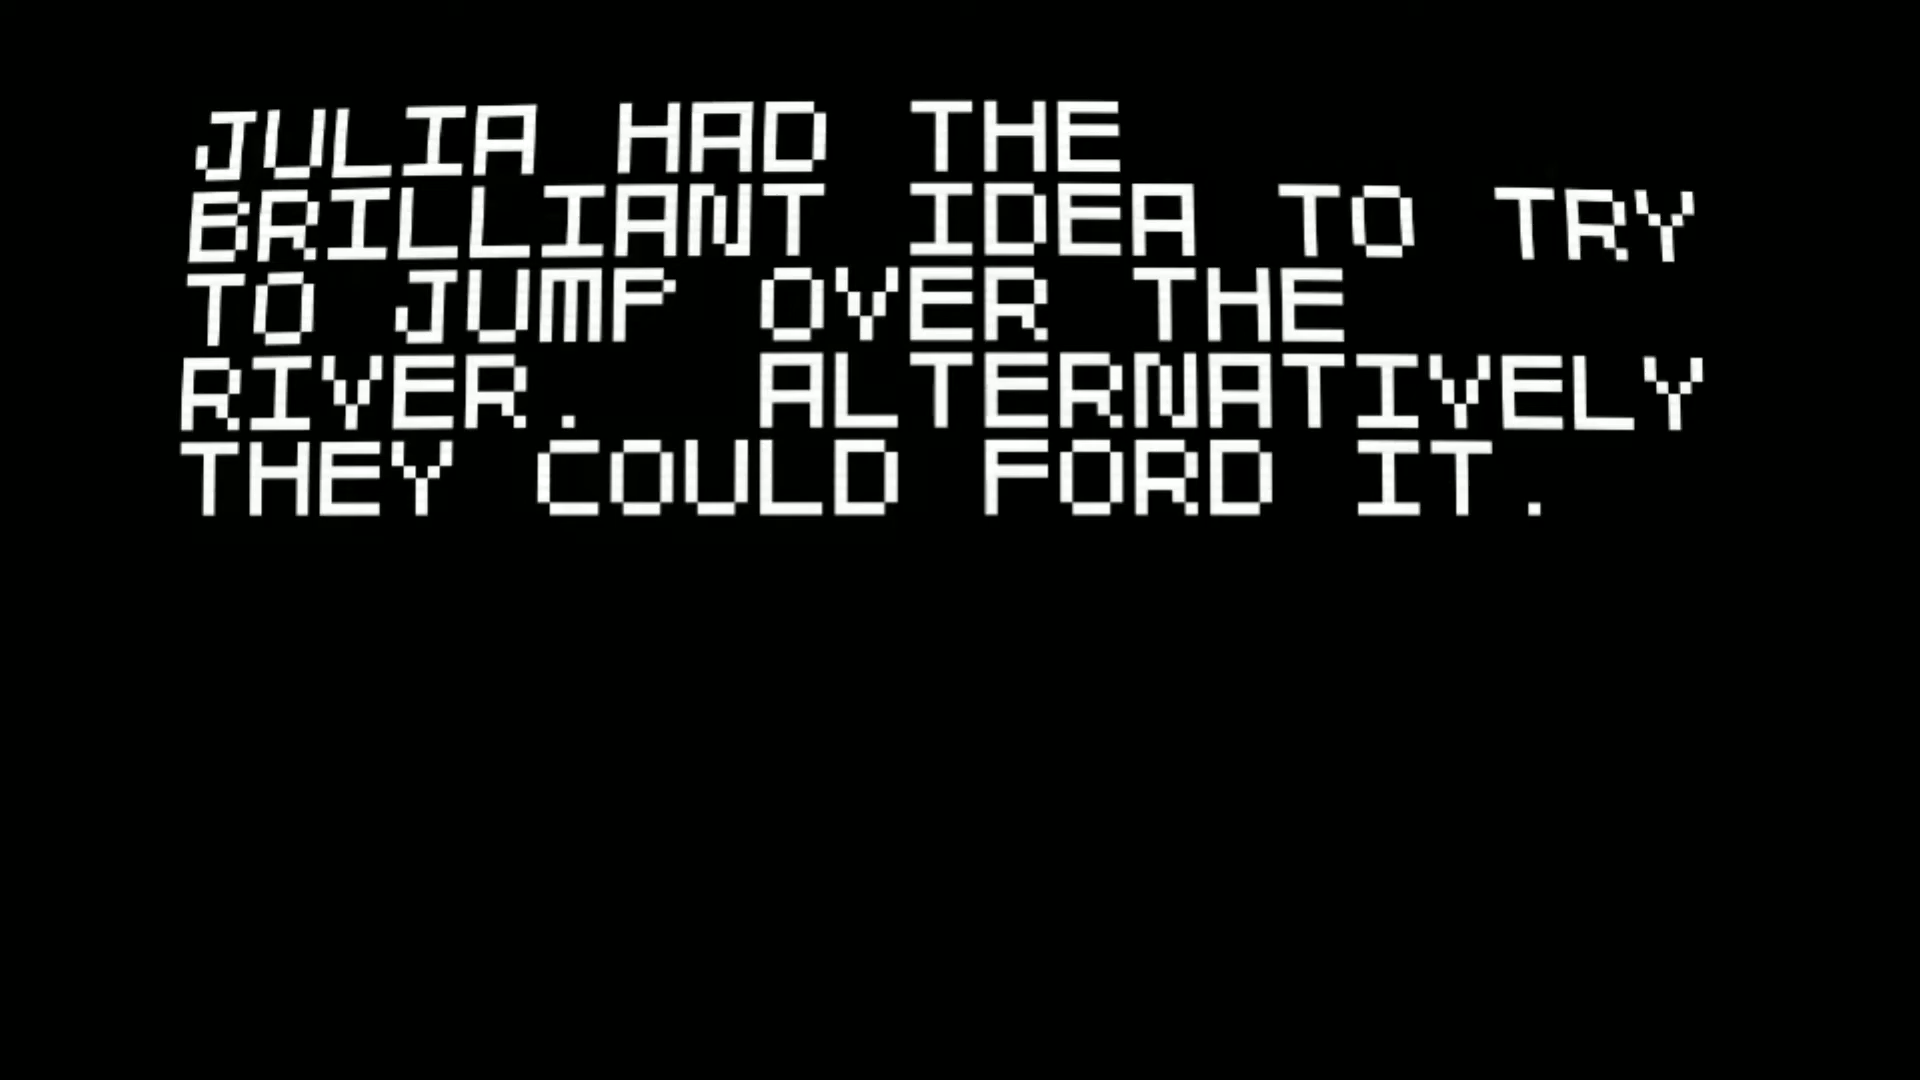 JULIA HAD THE
BRILLIANT IDEA TO TRY
TO JUMP OVER THE
RIVER.  ALTERNATIVELY
THEY COULD FORD IT.